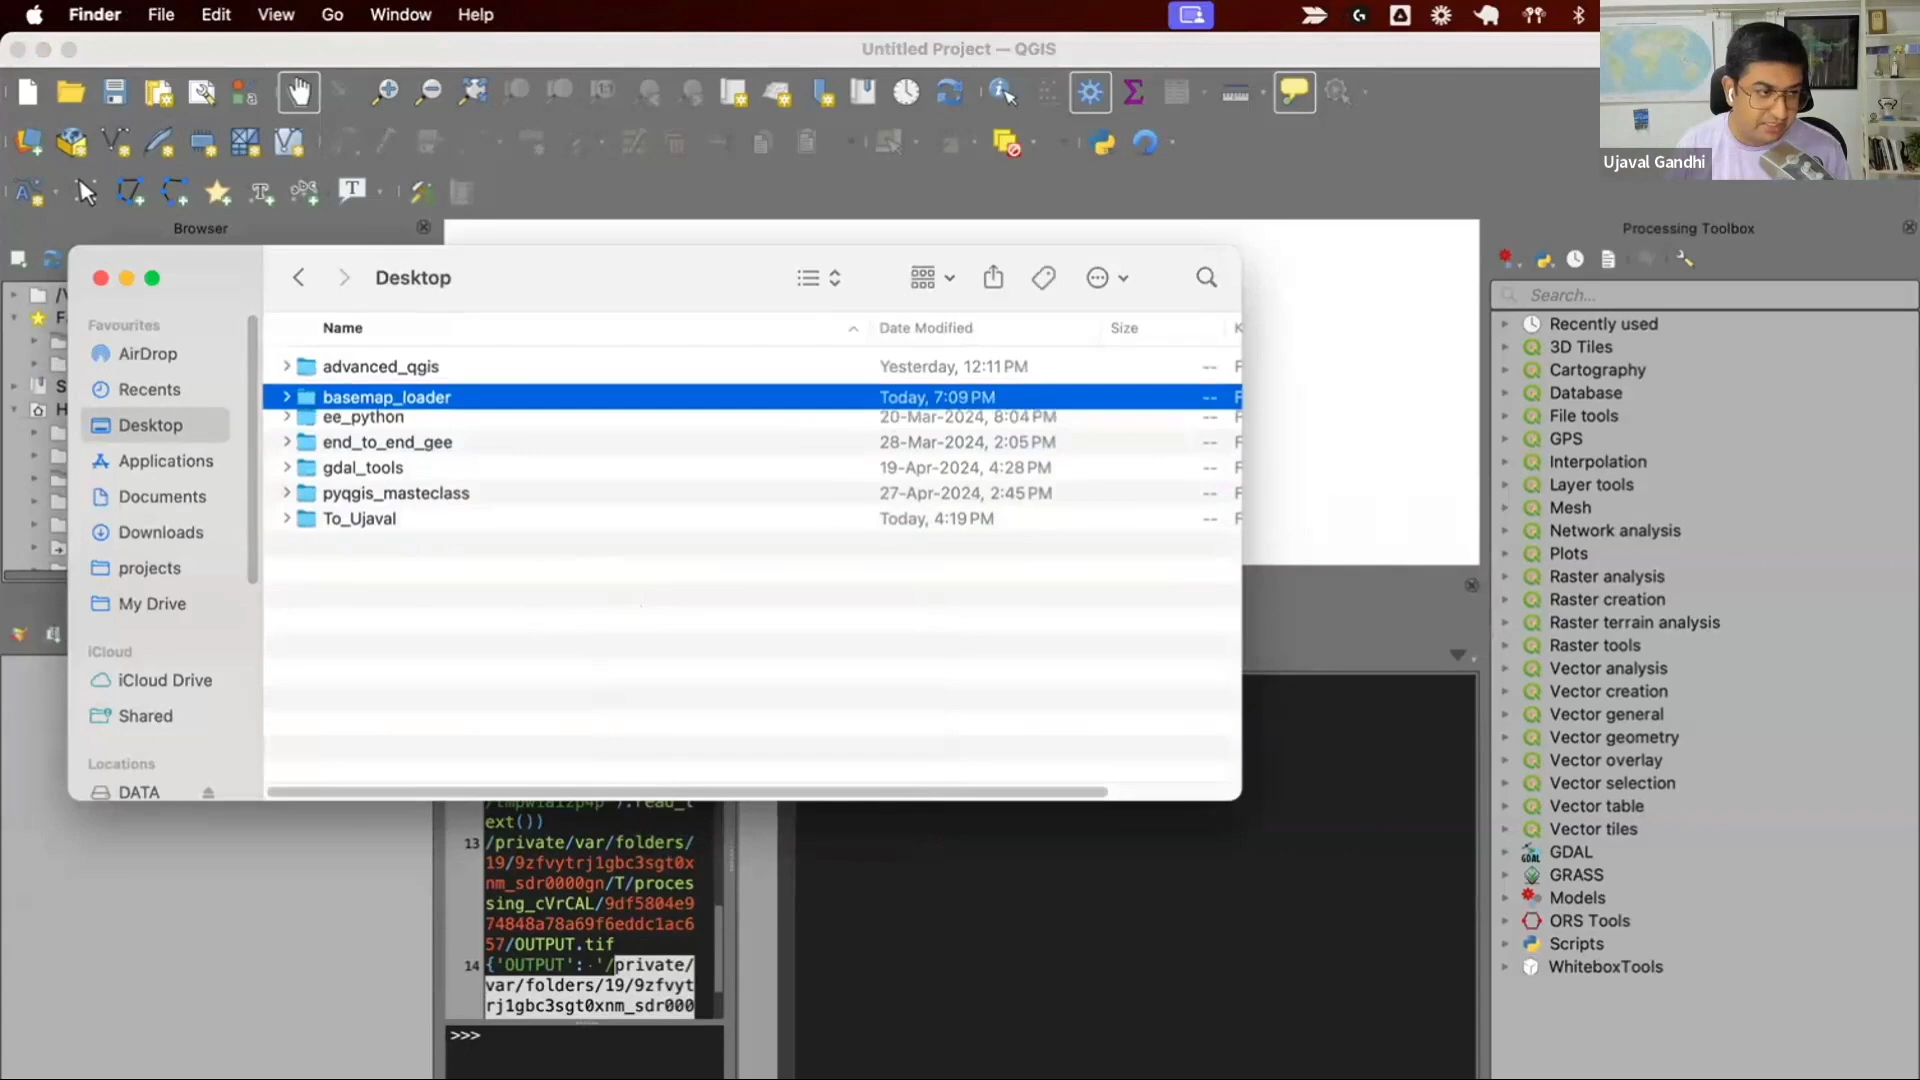 Finder File Edit View Go Window Help
Untitled Project — QGIS
Ujaval Gandhi
Browser
Processing Toolbox
Desktop
Search...
Favourites
AirDrop
Recents
Desktop
Applications
Documents
Downloads
projects
My Drive
iCloud
iCloud Drive
Shared
Locations
DATA
Name Date Modified Size
advanced_qgis Yesterday, 12:11 PM --
basemap_loader Today, 7:09 PM --
ee_python 20-Mar-2024, 8:04 PM --
end_to_end_gee 28-Mar-2024, 2:05 PM --
gdal_tools 19-Apr-2024, 4:28 PM --
pyqgis_masteclass 27-Apr-2024, 2:45 PM --
To_Ujaval Today, 4:19 PM --
ext())
13 /private/var/folders/
19/9zfvytrj1gbc3sgt0x
nm_sdr0000gn/T/proces
sing_cVrCAL/9df5804e9
74848a78a69f6eddc1ac6
57/OUTPUT.tif
14 {'OUTPUT': '/private/
var/folders/19/9zfvyt
rj1gbc3sgt0xnm_sdr000
>>>
Recently used
3D Tiles
Cartography
Database
File tools
GPS
Interpolation
Layer tools
Mesh
Network analysis
Plots
Raster analysis
Raster creation
Raster terrain analysis
Raster tools
Vector analysis
Vector creation
Vector general
Vector geometry
Vector overlay
Vector selection
Vector table
Vector tiles
GDAL
GRASS
Models
ORS Tools
Scripts
WhiteboxTools